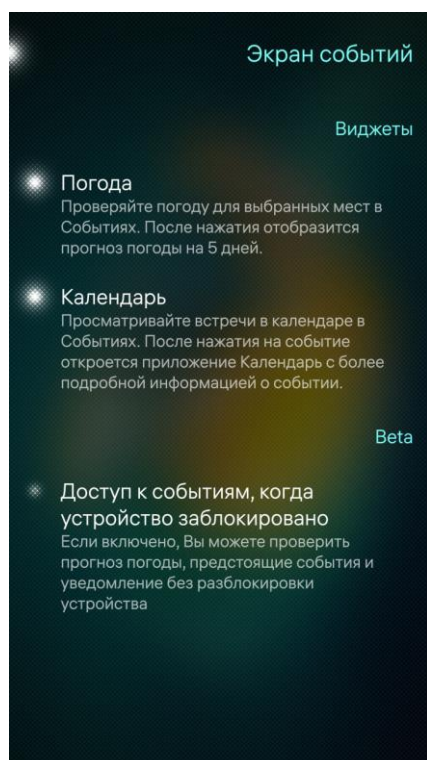 Экран событий
Виджеты
Погода
Проверяйте погоду для выбранных мест в
Событиях. После нажатия отобразится
прогноз погоды на 5 дней.
Календарь
Просматривайте встречи в календаре в
Событиях. После нажатия на событие
откроется приложение Календарь с более
подробной информацией о событии.
Beta
Доступ к событиям, когда
устройство заблокировано
Если включено, Вы можете проверить
прогноз погоды, предстоящие события и
уведомление без разблокировки
устройства